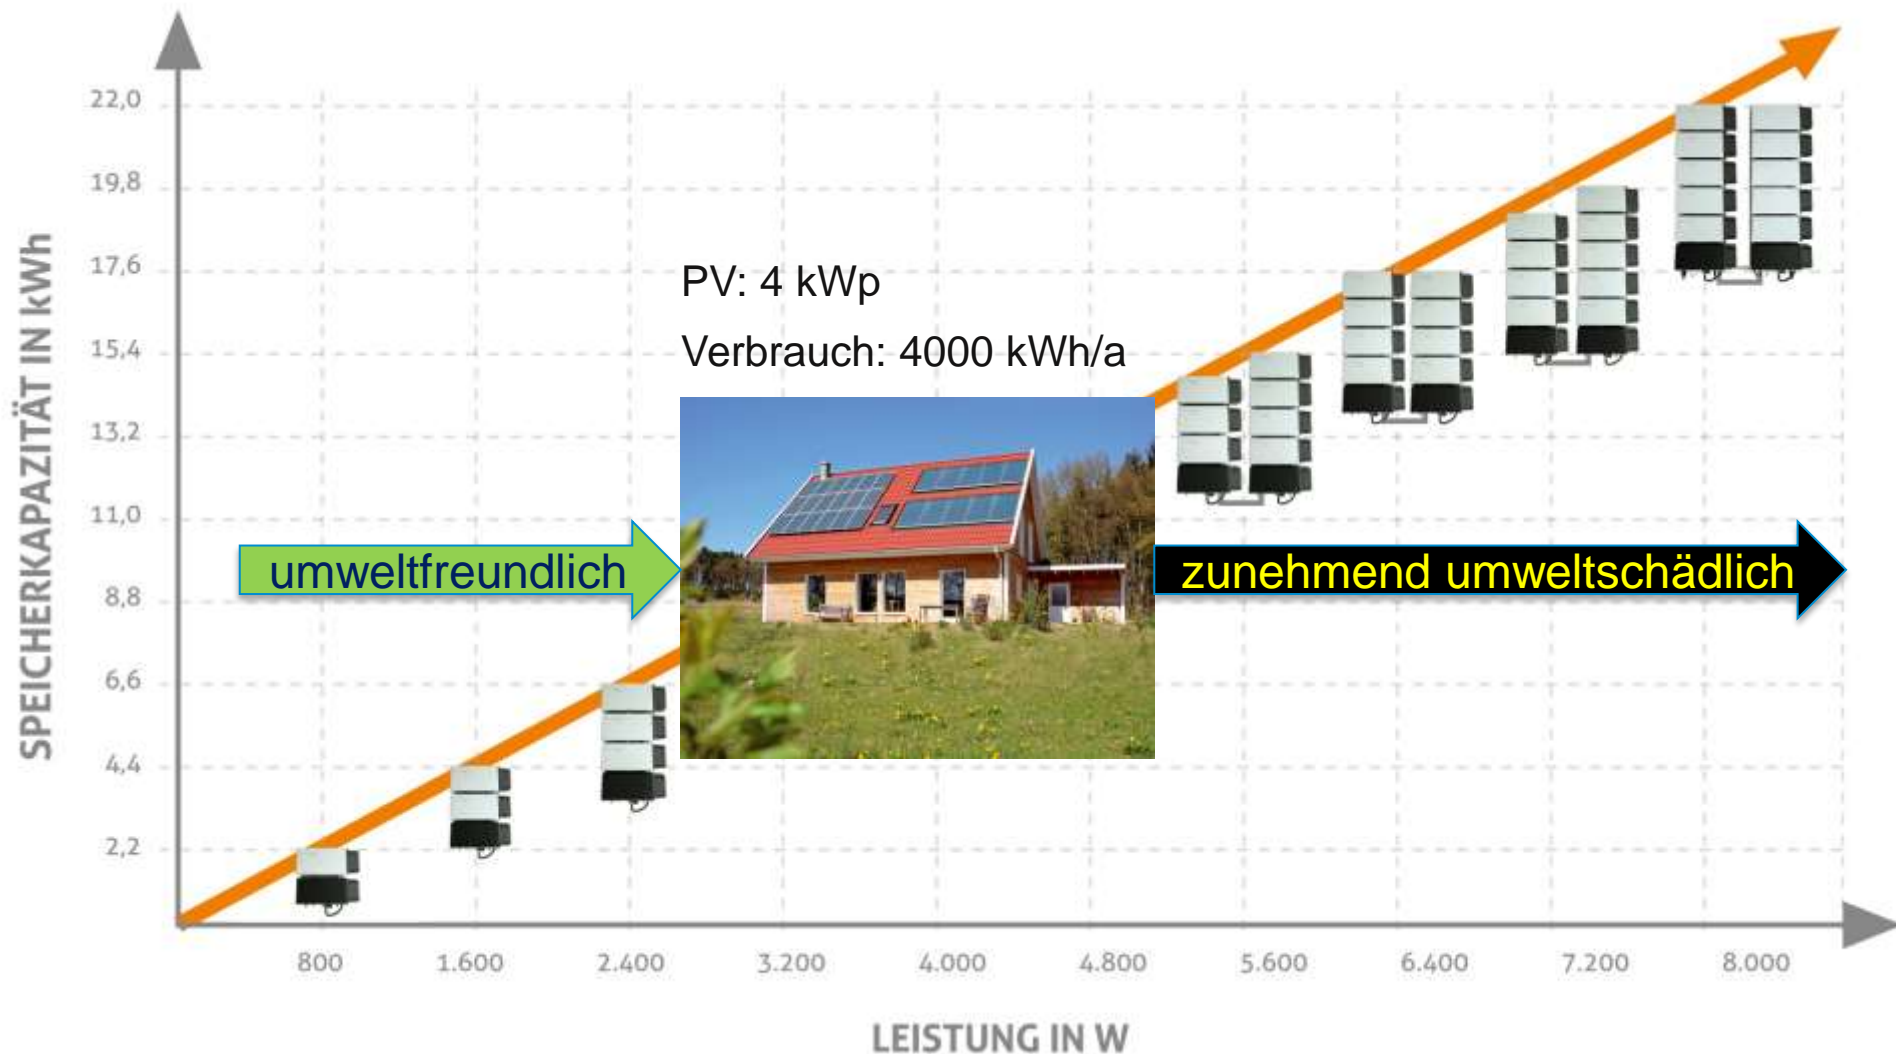 SPEICHERKAPAZITÄT IN kWh
22,0
19,8
17,6
15,4
13,2
11,0
8,8
6,6
4,4
2,2
PV: 4 kWp
Verbrauch: 4000 kWh/a
umweltfreundlich
zunehmend umweltschädlich
800 1.600 2.400 3.200 4.000 4.800 5.600 6.400 7.200 8.000
LEISTUNG IN W